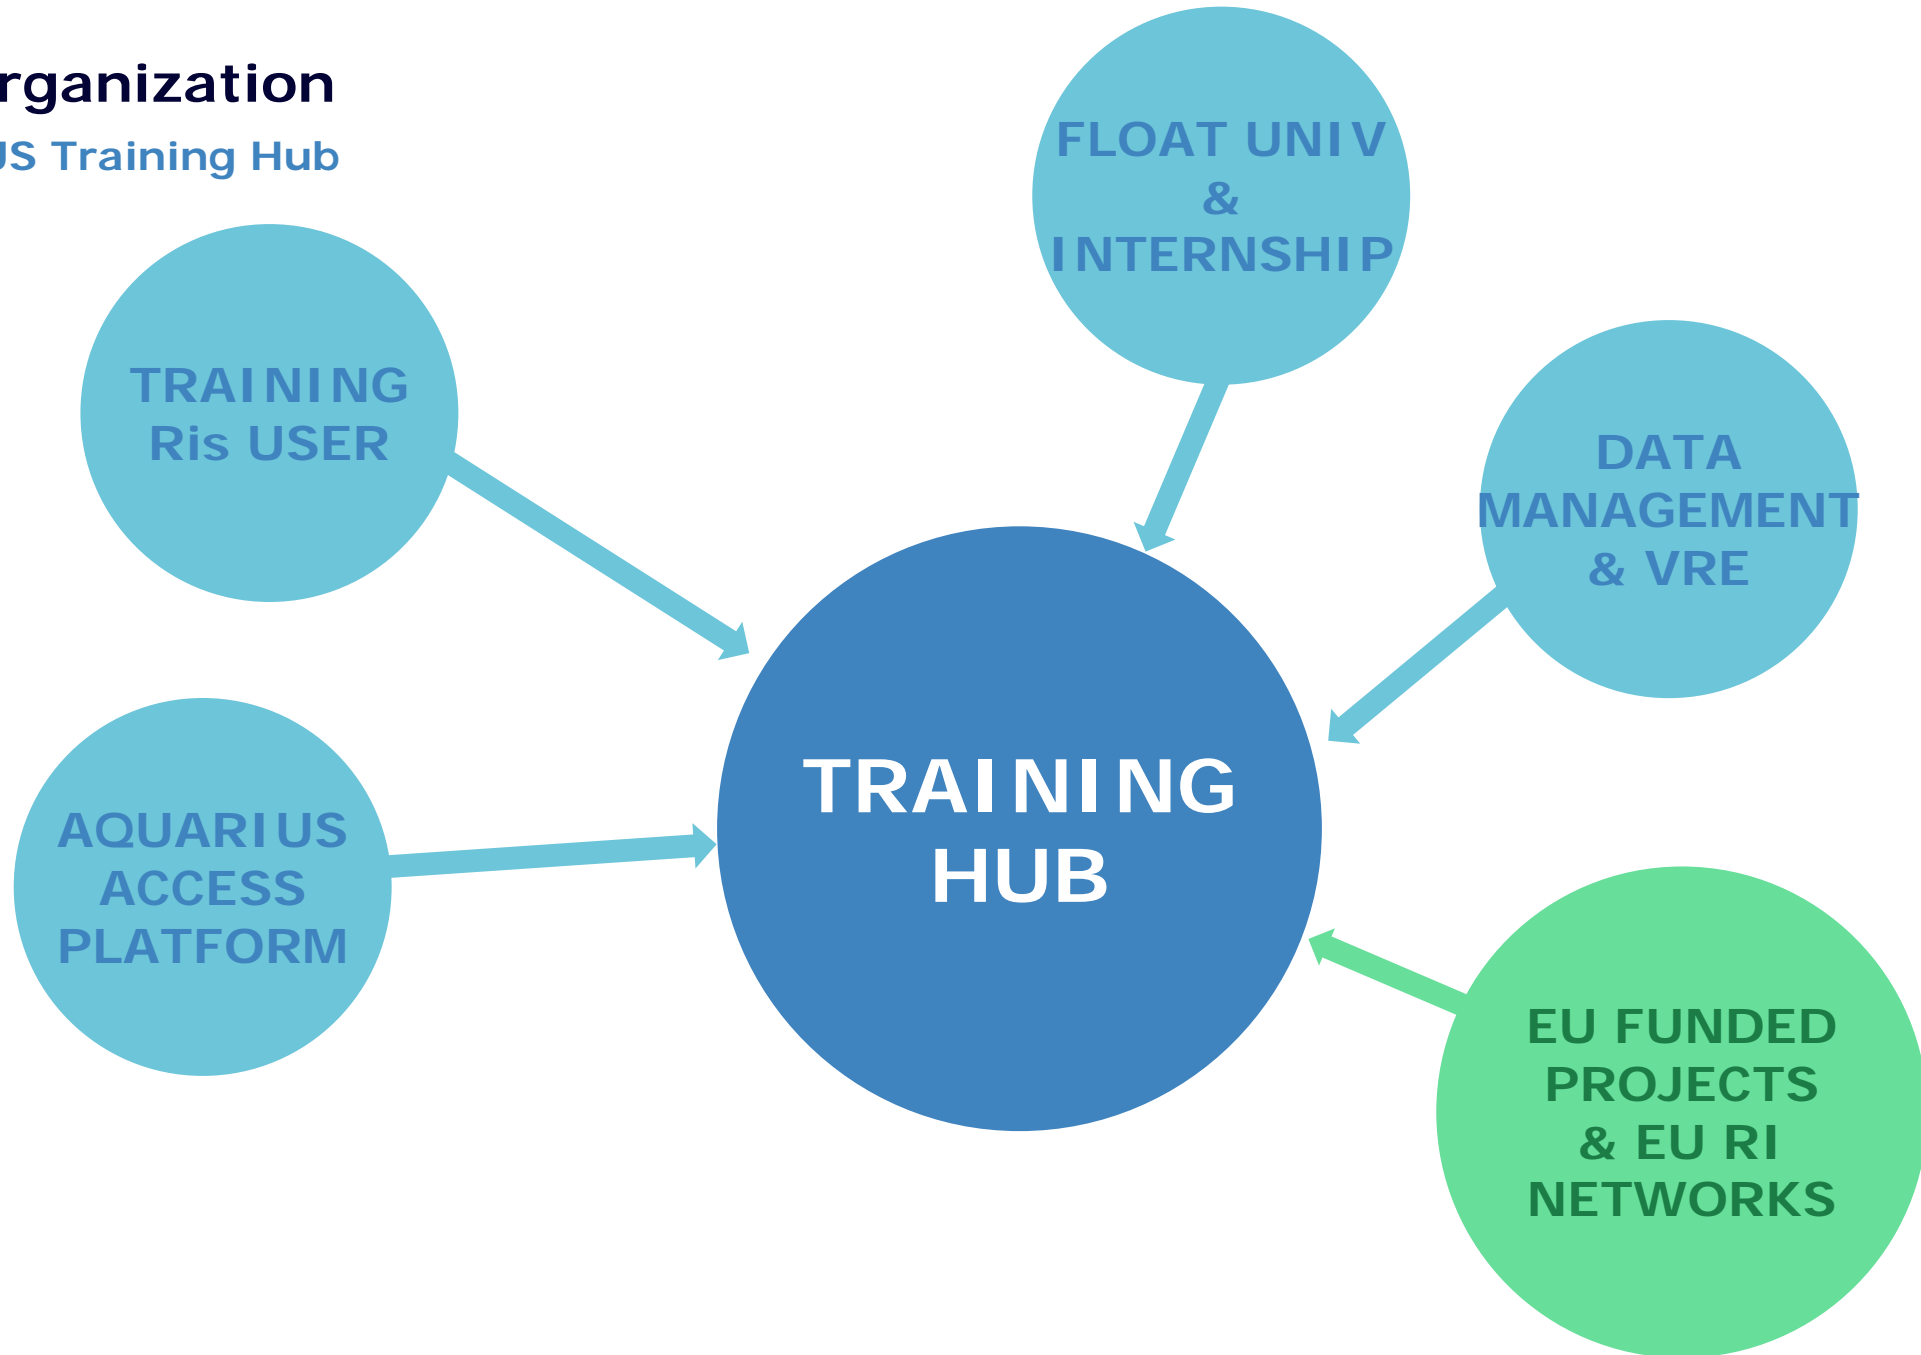 rganization
US Training Hub
FLOAT UNIV
&
INTERNSHIP
TRAINING
Ris USER
DATA
MANAGEMENT
& VRE
TRAINING
HUB
AQUARIUS
ACCESS
PLATFORM
EU FUNDED
PROJECTS
& EU RI
NETWORKS